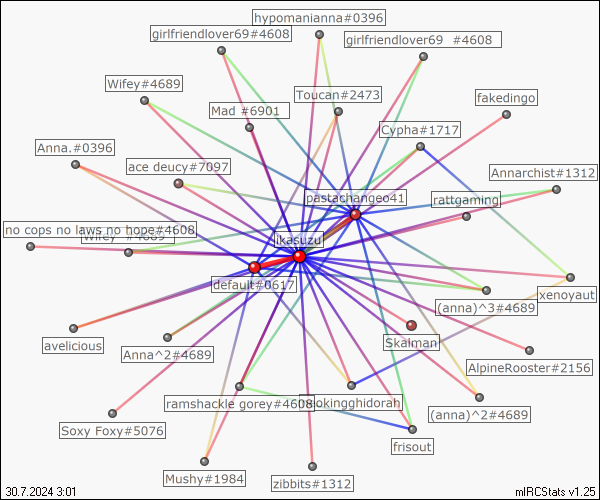 hypomanianna#0396
girlfriendlover69#4608
girlfriendlover69 #4608
Wifey#4689
Toucan#2473
fakedingo
Mad #6901
Cypha#1717
Anna.#0396
ace deucy#7097
Annarchist#1312
pastachangeo41
rattgaming
no cops no laws no hope#4608
Wifey #4689
ikasuzu
default#0617
xenoyaut
(anna)^3#4689
avelicious
Anna^2#4689
Skalman
AlpineRooster#2156
ramshackle gorey#4608
(anna)^2#4689
Soxy Foxy#5076
frisout
Mushy#1984
zibbits#1312
30.7.2024 3:01
mIRCStats v1.25